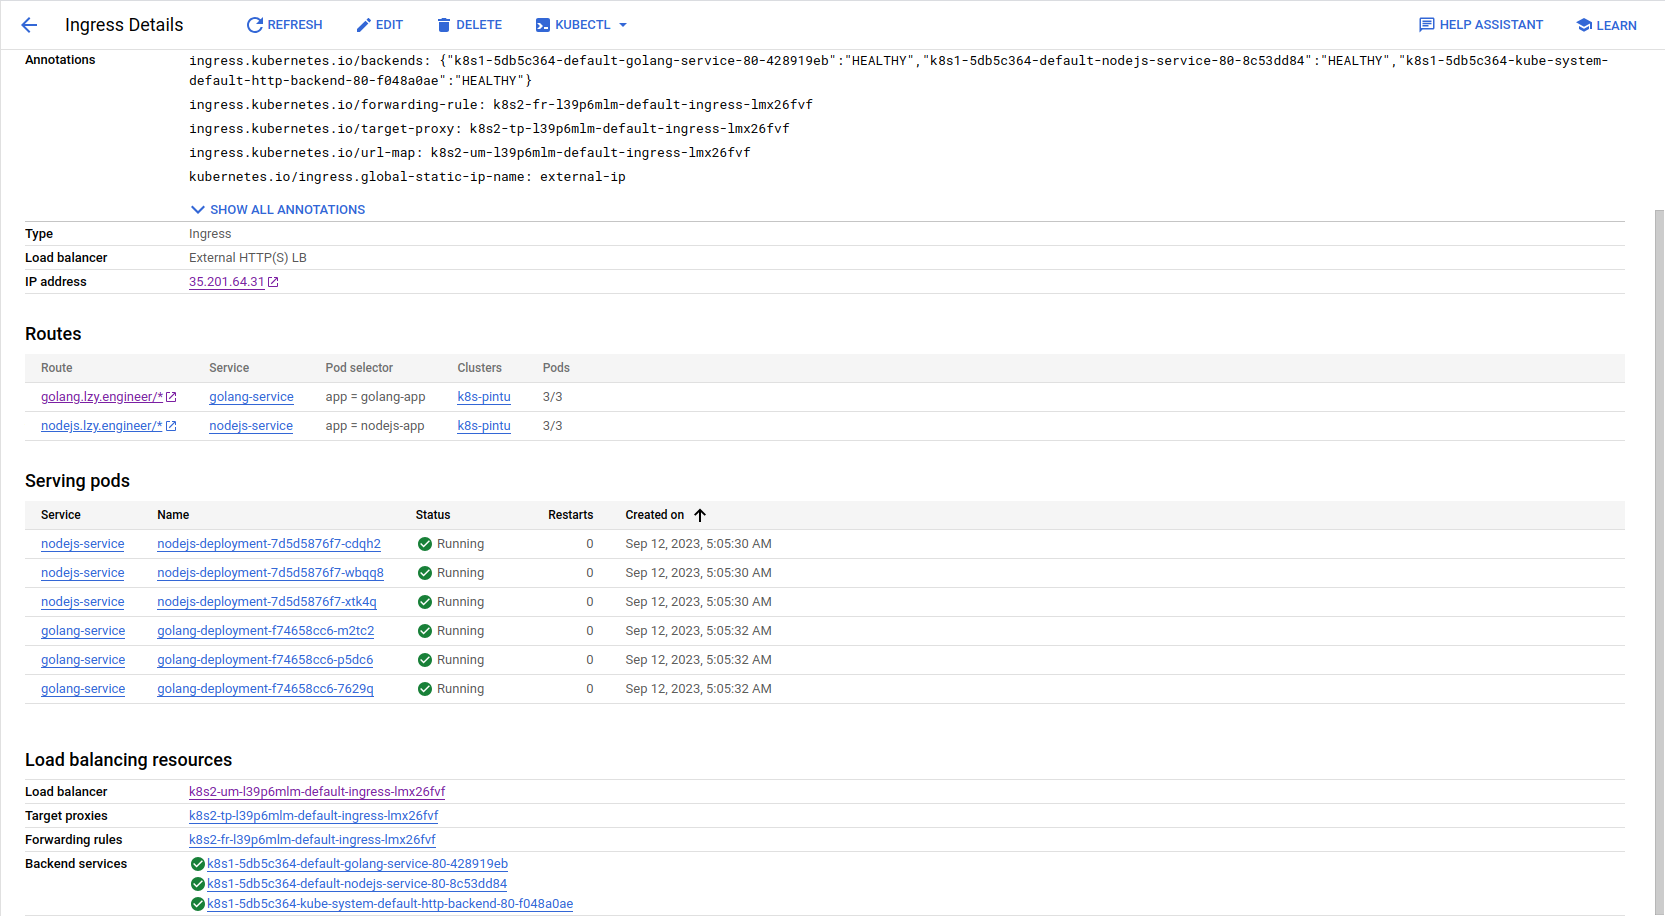 Ingress Details REFRESH EDIT DELETE KUBECTL HELP ASSISTANT LEARN
Annotations ingress.kubernetes.io/backends: {"k8s1-5db5c364-default-golang-service-80-428919eb":"HEALTHY","k8s1-5db5c364-default-nodejs-service-80-8c53dd84":"HEALTHY","k8s1-5db5c364-kube-system-
default-http-backend-80-f048a0ae":"HEALTHY"}
ingress.kubernetes.io/forwarding-rule: k8s2-fr-l39p6mlm-default-ingress-lmx26fvf
ingress.kubernetes.io/target-proxy: k8s2-tp-l39p6mlm-default-ingress-lmx26fvf
ingress.kubernetes.io/url-map: k8s2-um-l39p6mlm-default-ingress-lmx26fvf
kubernetes.io/ingress.global-static-ip-name: external-ip
SHOW ALL ANNOTATIONS
Type Ingress
Load balancer External HTTP(S) LB
IP address 35.201.64.31
Routes
Route Service Pod selector Clusters Pods
golang.lzy.engineer/* golang-service app = golang-app k8s-pintu 3/3
nodejs.lzy.engineer/* nodejs-service app = nodejs-app k8s-pintu 3/3
Serving pods
Service Name Status Restarts Created on
nodejs-service nodejs-deployment-7d5d5876f7-cdqh2 Running 0 Sep 12, 2023, 5:05:30 AM
nodejs-service nodejs-deployment-7d5d5876f7-wbqq8 Running 0 Sep 12, 2023, 5:05:30 AM
nodejs-service nodejs-deployment-7d5d5876f7-xtk4q Running 0 Sep 12, 2023, 5:05:30 AM
golang-service golang-deployment-f74658cc6-m2tc2 Running 0 Sep 12, 2023, 5:05:32 AM
golang-service golang-deployment-f74658cc6-p5dc6 Running 0 Sep 12, 2023, 5:05:32 AM
golang-service golang-deployment-f74658cc6-7629q Running 0 Sep 12, 2023, 5:05:32 AM
Load balancing resources
Load balancer k8s2-um-l39p6mlm-default-ingress-lmx26fvf
Target proxies k8s2-tp-l39p6mlm-default-ingress-lmx26fvf
Forwarding rules k8s2-fr-l39p6mlm-default-ingress-lmx26fvf
Backend services k8s1-5db5c364-default-golang-service-80-428919eb
k8s1-5db5c364-default-nodejs-service-80-8c53dd84
k8s1-5db5c364-kube-system-default-http-backend-80-f048a0ae